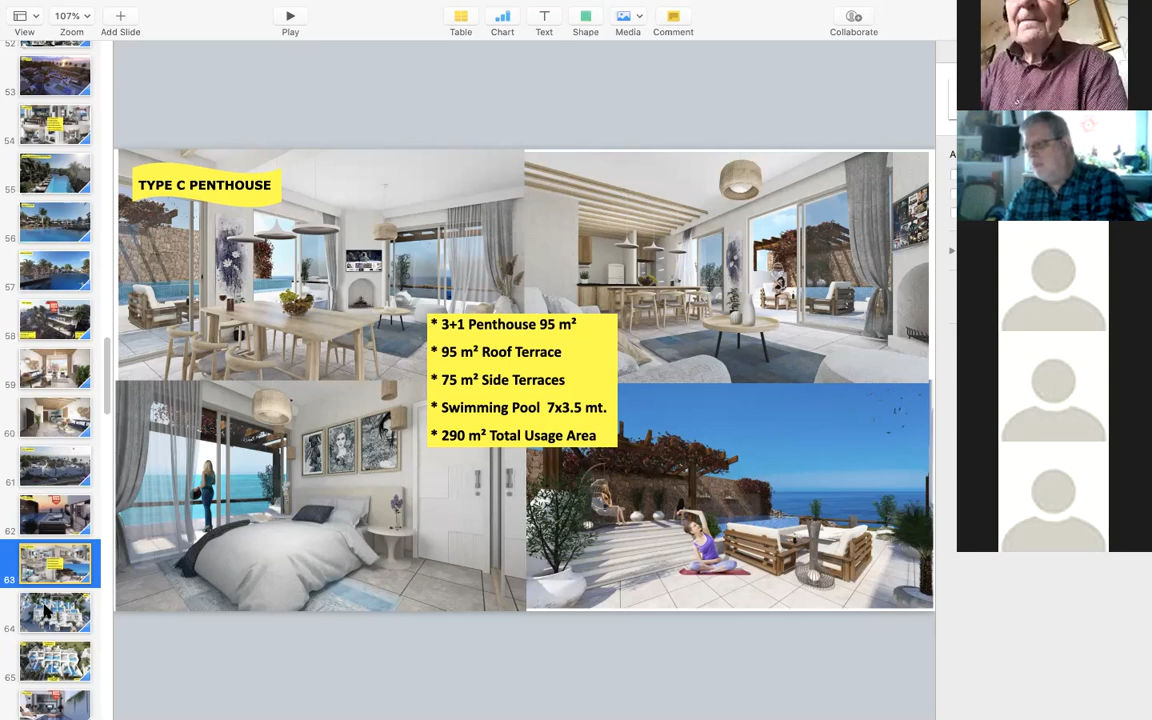 107%
View
Zoom
Add Slide
Play
Table
Chart
Text
Shape
Media
Comment
Collaborate
52
53
54
55
56
57
58
59
60
61
62
63
64
65
TYPE C PENTHOUSE
* 3+1 Penthouse 95 m²
* 95 m² Roof Terrace
* 75 m² Side Terraces
* Swimming Pool 7x3.5 mt.
* 290 m² Total Usage Area
A